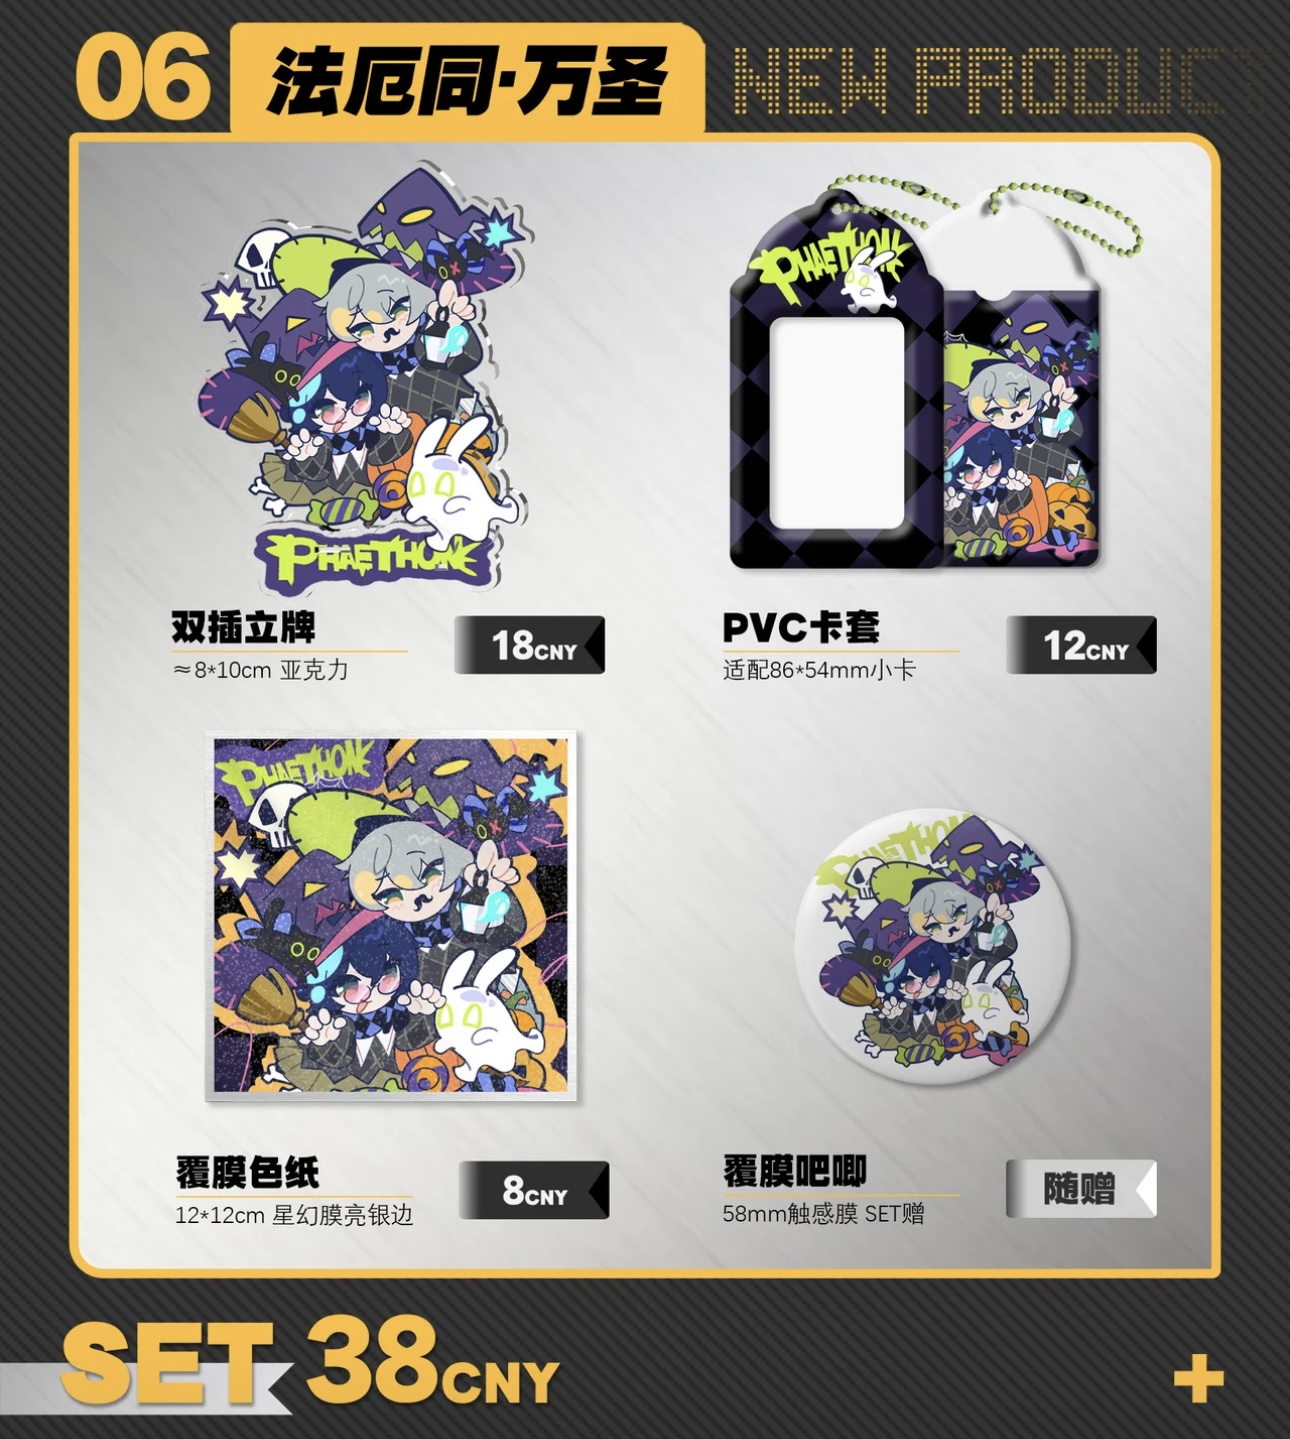 06
法厄同·万圣
NEW PRODUCT
PHAETHON
PHAETHON
双插立牌
≈8*10cm 亚克力
18CNY
PVC卡套
适配86*54mm小卡
12CNY
PHAETHON
PHAETHON
覆膜色纸
12*12cm 星幻膜亮银边
8CNY
覆膜吧唧
58mm触感膜 SET赠
随赠
SET 38CNY